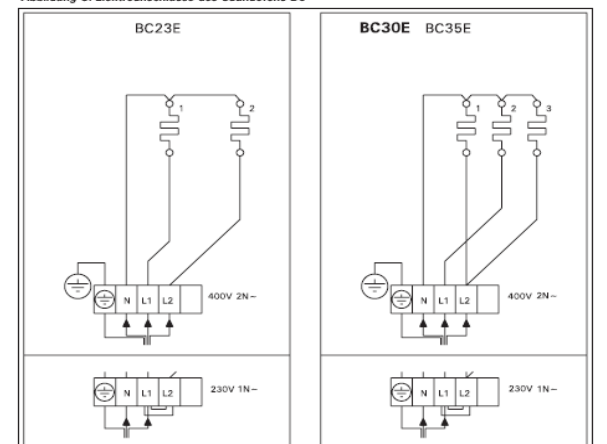 BC23E
BC30E BC35E
1 2
1 2 3
N L1 L2 400V 2N~
N L1 L2 400V 2N~
N L1 L2 230V 1N~
N L1 L2 230V 1N~